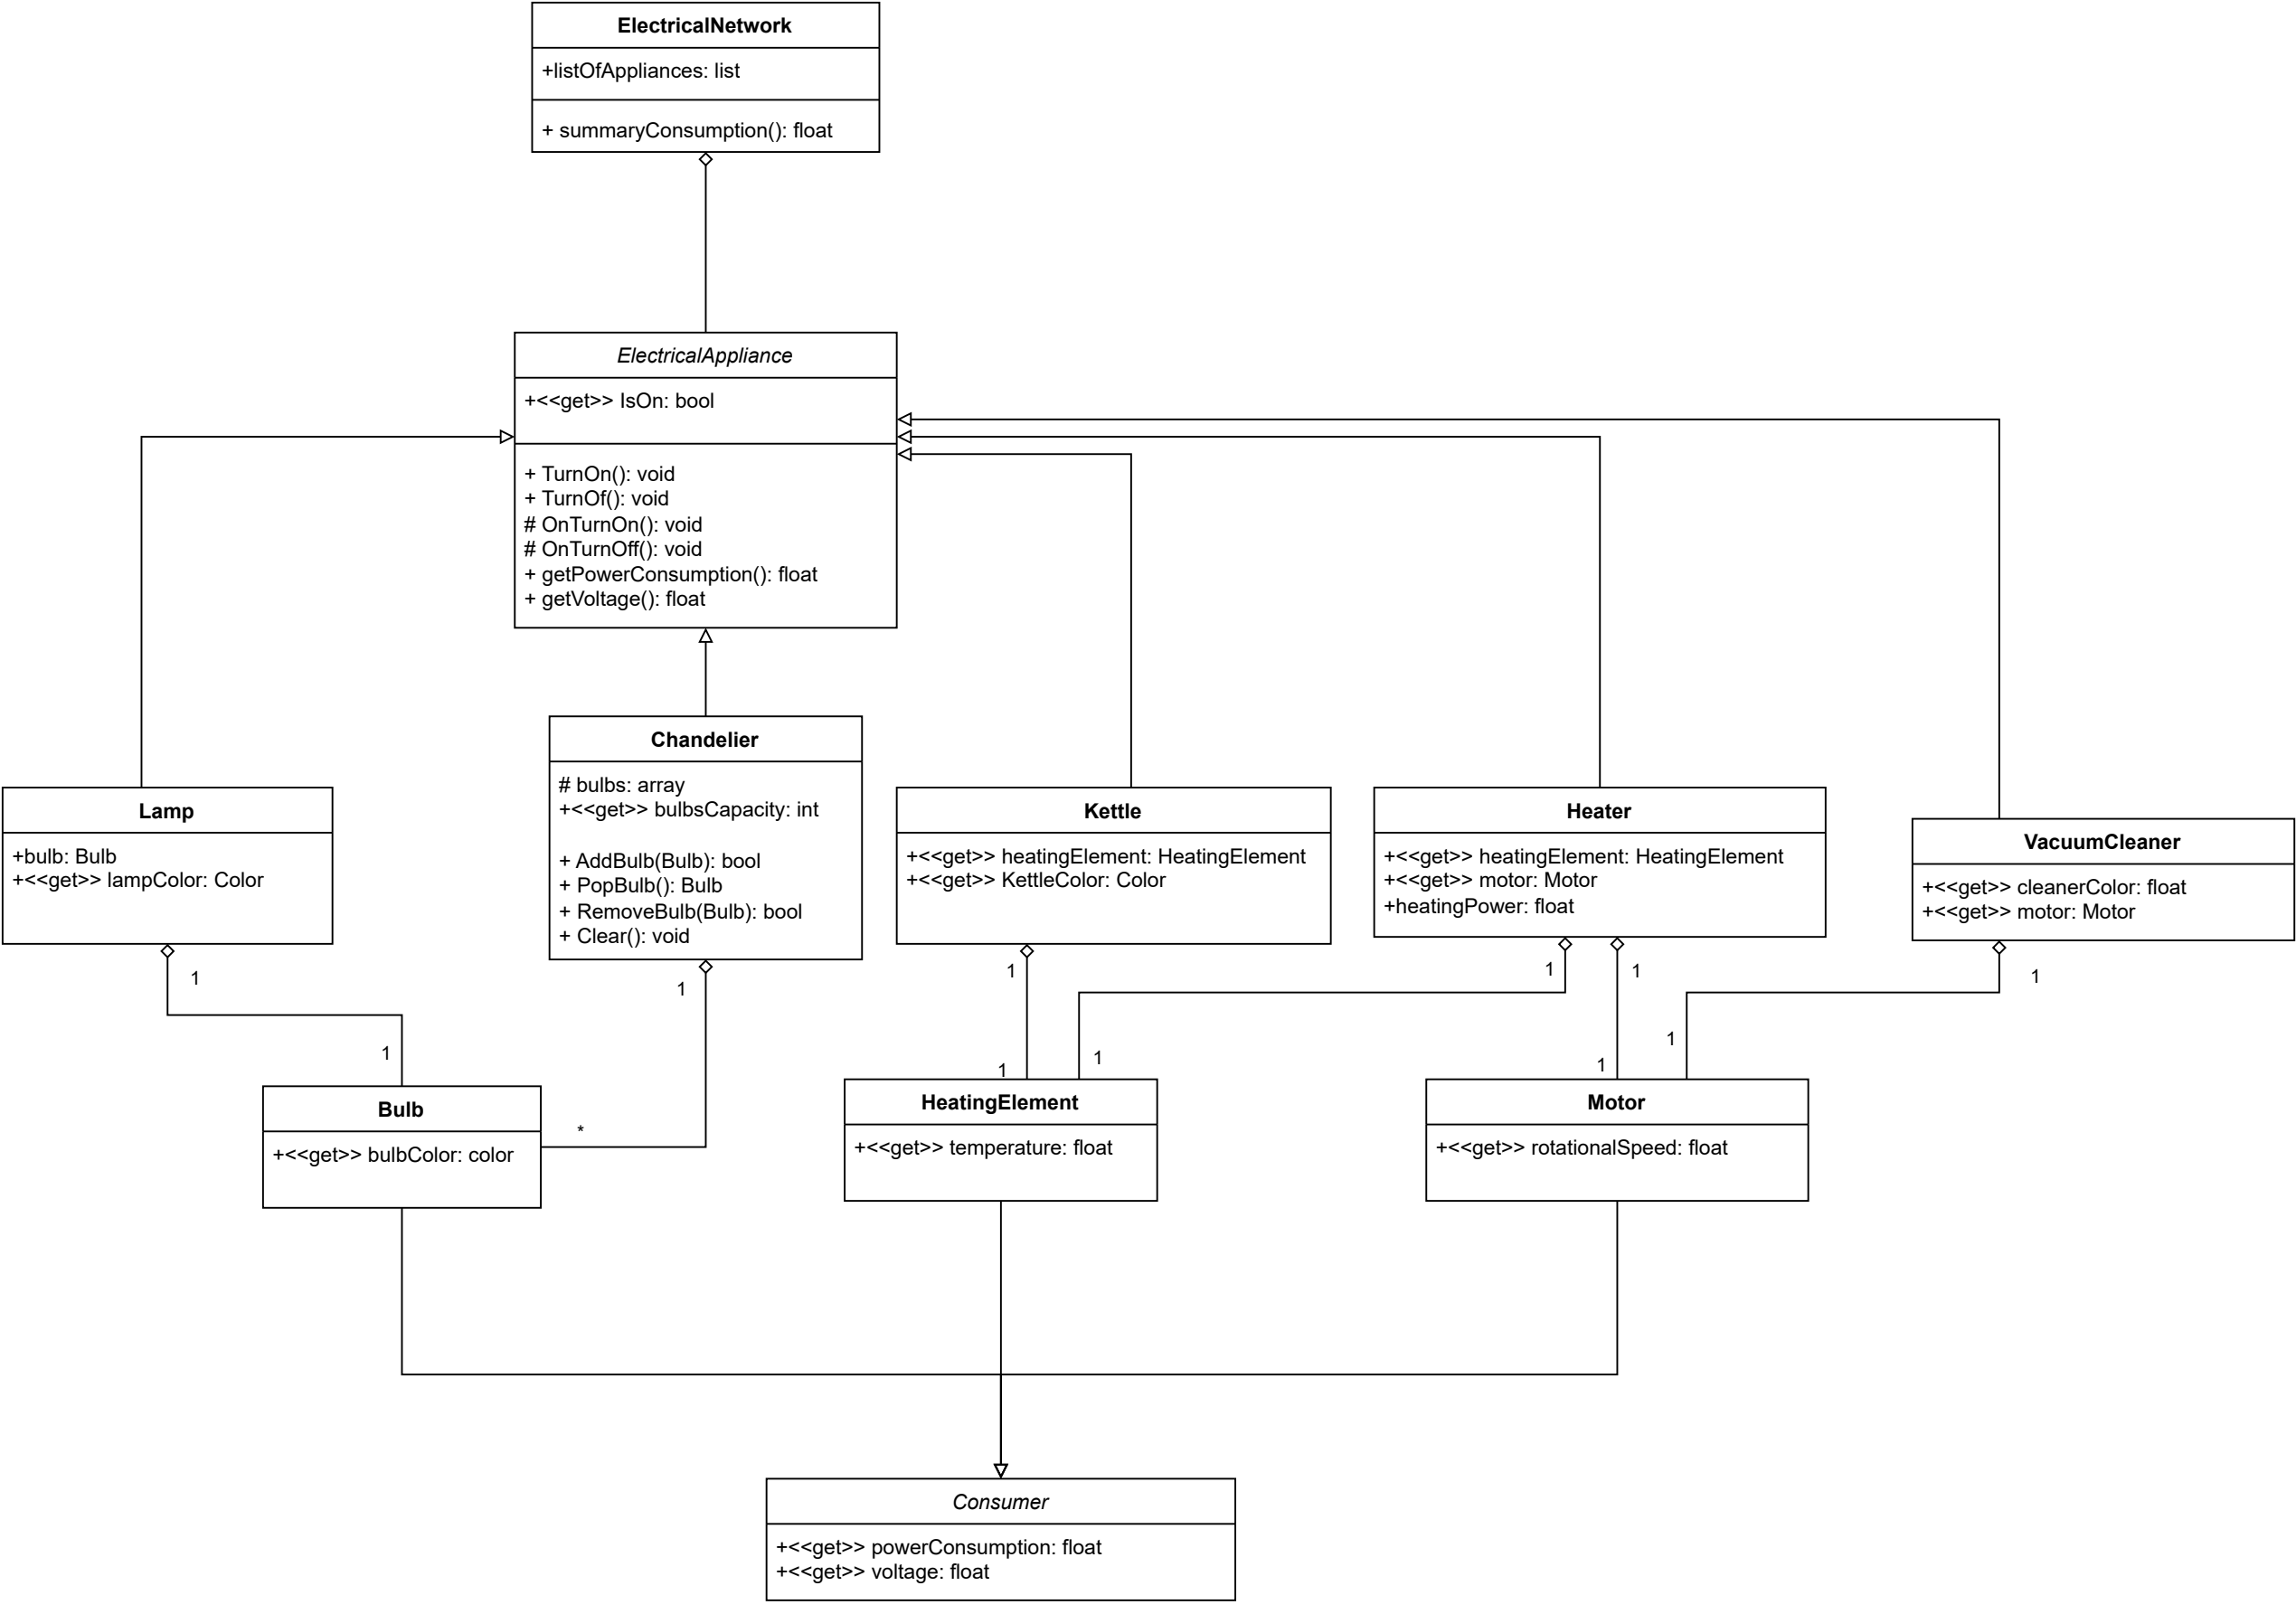 ElectricalNetwork
+listOfAppliances: list
+ summaryConsumption(): float
ElectricalAppliance
+<<get>> IsOn: bool
+ TurnOn(): void
+ TurnOf(): void
# OnTurnOn(): void
# OnTurnOff(): void
+ getPowerConsumption(): float
+ getVoltage(): float
Chandelier
# bulbs: array
+<<get>> bulbsCapacity: int
+ AddBulb(Bulb): bool
+ PopBulb(): Bulb
+ RemoveBulb(Bulb): bool
+ Clear(): void
Lamp
+bulb: Bulb
+<<get>> lampColor: Color
Kettle
+<<get>> heatingElement: HeatingElement
+<<get>> KettleColor: Color
Heater
+<<get>> heatingElement: HeatingElement
+<<get>> motor: Motor
+heatingPower: float
VacuumCleaner
+<<get>> cleanerColor: float
+<<get>> motor: Motor
1
1
1
1
1
1
1
*
1
1
1
1
Bulb
+<<get>> bulbColor: color
HeatingElement
+<<get>> temperature: float
Motor
+<<get>> rotationalSpeed: float
Consumer
+<<get>> powerConsumption: float
+<<get>> voltage: float